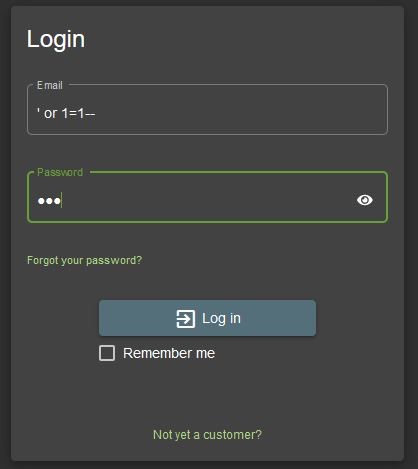 Login
Email
' or 1=1--
Password
●●●
Forgot your password?
Log in
Remember me
Not yet a customer?